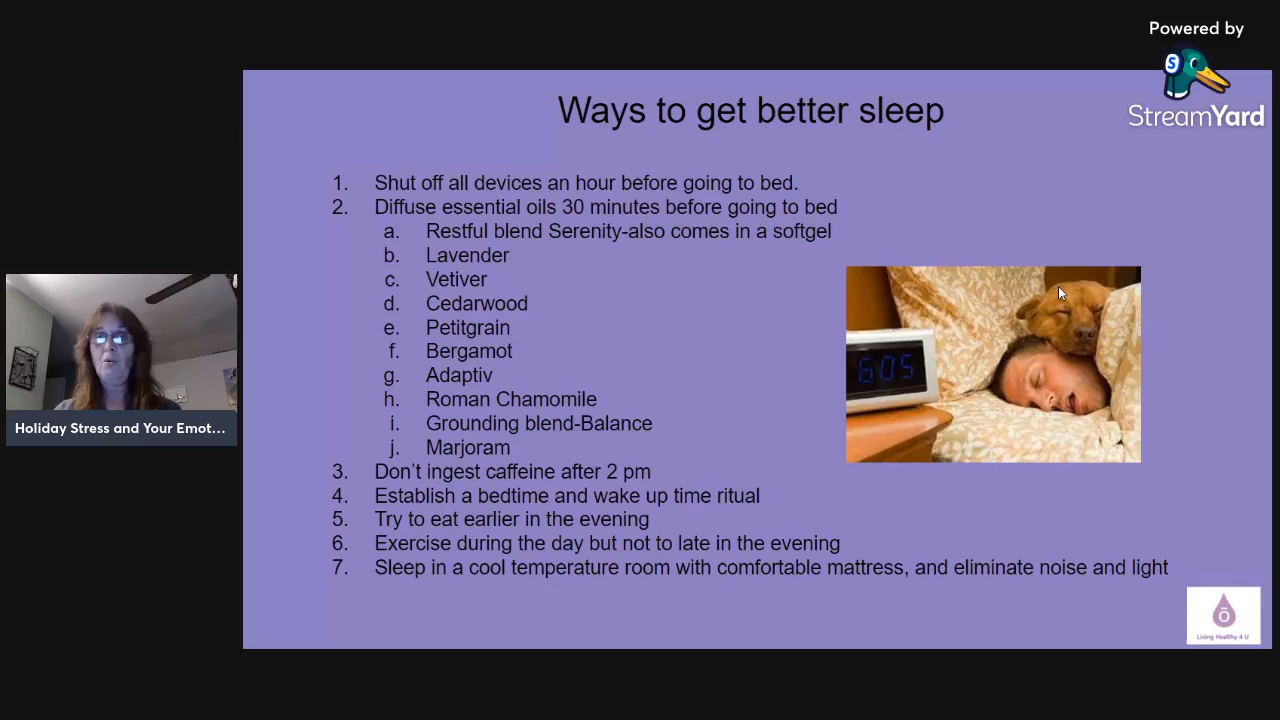 Powered by
S
StreamYard
Ways to get better sleep
1. Shut off all devices an hour before going to bed.
2. Diffuse essential oils 30 minutes before going to bed
a. Restful blend Serenity-also comes in a softgel
b. Lavender
c. Vetiver
d. Cedarwood
e. Petitgrain
f. Bergamot
g. Adaptiv
h. Roman Chamomile
i. Grounding blend-Balance
j. Marjoram
3. Don’t ingest caffeine after 2 pm
4. Establish a bedtime and wake up time ritual
5. Try to eat earlier in the evening
6. Exercise during the day but not to late in the evening
7. Sleep in a cool temperature room with comfortable mattress, and eliminate noise and light
6:05
Holiday Stress and Your Emot...
ō
Living Healthy 4 U